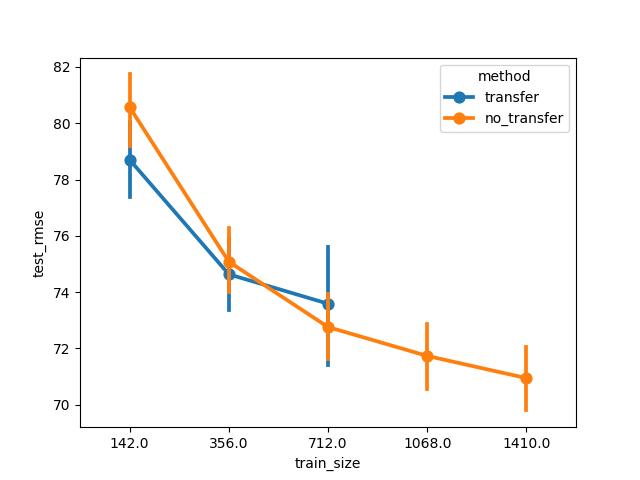 82
80
78
76
74
72
70
test_rmse
method
transfer
no_transfer
142.0 356.0 712.0 1068.0 1410.0
train_size